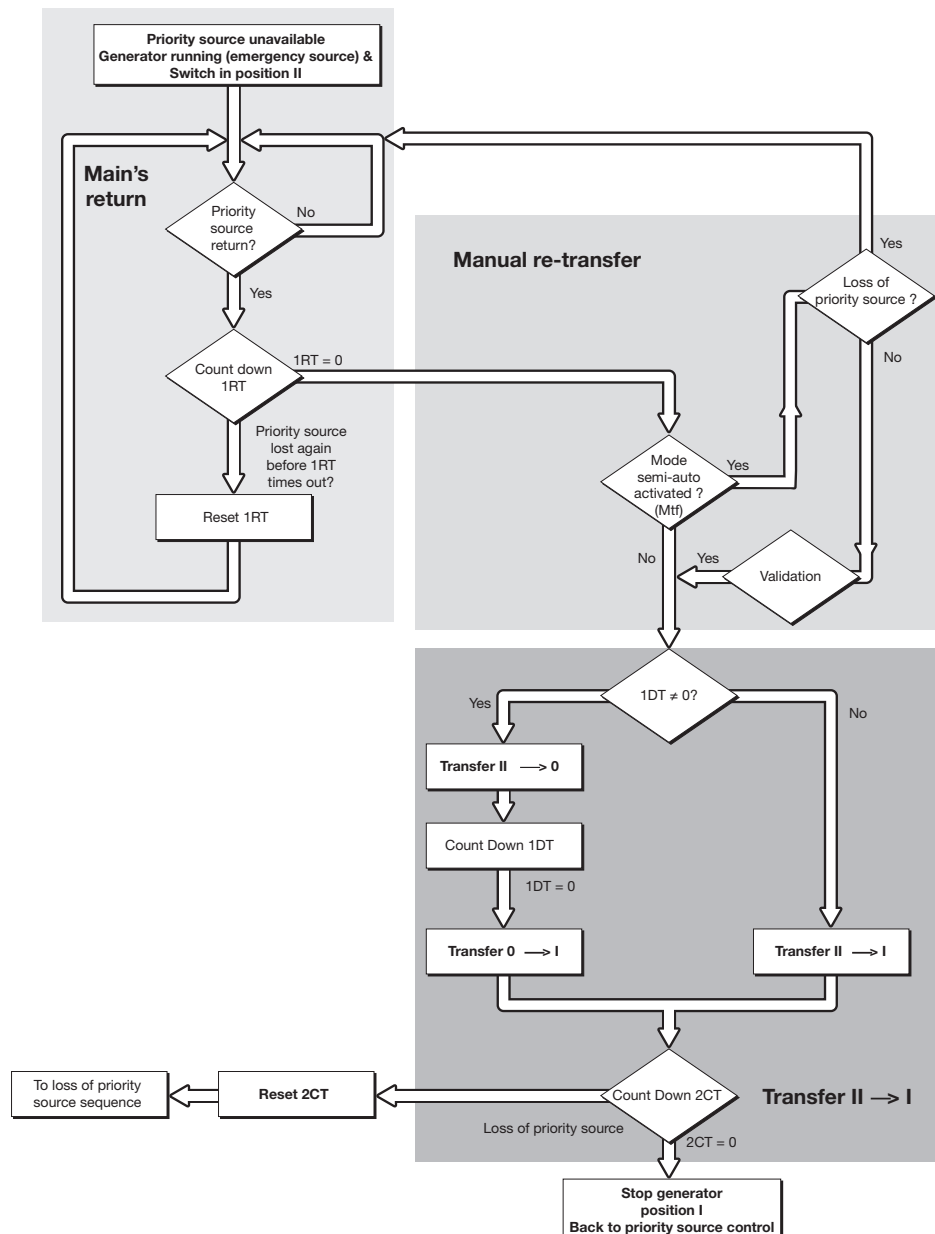 Priority source unavailable
Generator running (emergency source) &
Switch in position II
Main's
return
Priority
source
return?
No
Yes
Count down
1RT
1RT = 0
Priority source
lost again
before 1RT
times out?
Reset 1RT
Manual re-transfer
Yes
Loss of
priority source ?
No
Mode
semi-auto
activated ?
(Mtf)
Yes
No
Yes
Validation
1DT ≠ 0?
Yes
No
Transfer II —> 0
Count Down 1DT
1DT = 0
Transfer 0 —> I
Transfer II —> I
Count Down 2CT
Transfer II —> I
Loss of priority source
2CT = 0
Reset 2CT
To loss of priority
source sequence
Stop generator
position I
Back to priority source control